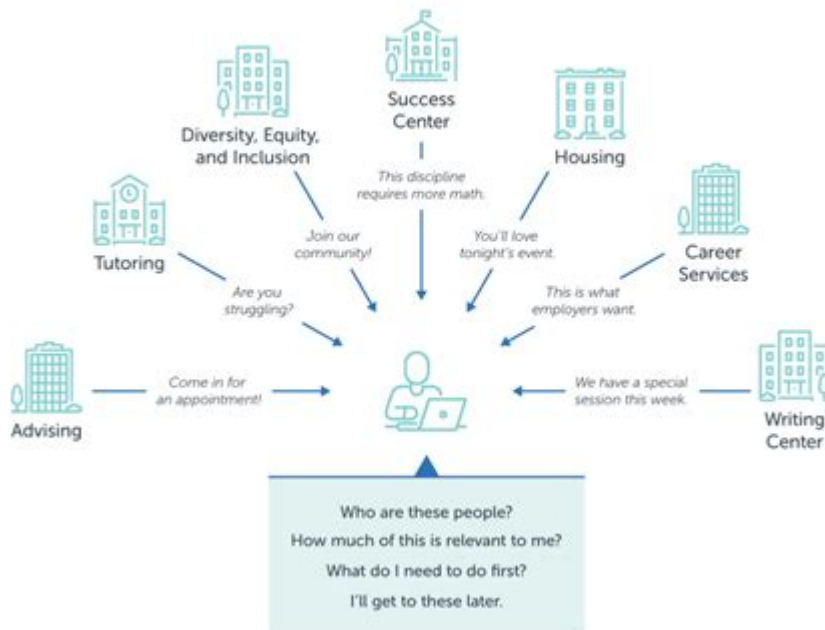 Success
Center
This discipline
requires more math.
Diversity, Equity,
and Inclusion
Join our
community!
Housing
You'll love
tonight's event.
Tutoring
Are you
struggling?
Career
Services
This is what
employers want.
Advising
Come in for
an appointment!
We have a special
session this week.
Writing
Center
Who are these people?
How much of this is relevant to me?
What do I need to do first?
I'll get to these later.